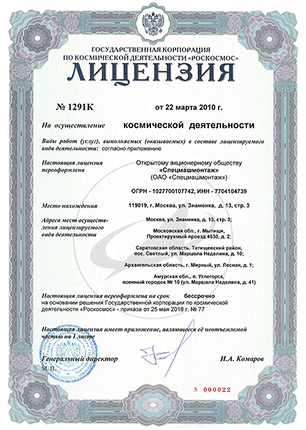 ГОСУДАРСТВЕННАЯ КОРПОРАЦИЯ
ПО КОСМИЧЕСКОЙ ДЕЯТЕЛЬНОСТИ «РОСКОСМОС»
ЛИЦЕНЗИЯ
№ 1291К от 22 марта 2010 г.
На осуществление космической деятельности
Виды работ (услуг), выполняемых (оказываемых) в составе лицензируемого
вида деятельности: согласно приложению
Настоящая лицензия Открытому акционерному обществу
переоформлена «Спецмашмонтаж»
(ОАО «Спецмашмонтаж»)
ОГРН - 1027700107742, ИНН - 7704104739
Место нахождения 119019, г. Москва, ул. Знаменка, д. 13, стр. 3
Адреса мест осуществ- Москва, ул. Знаменка, д. 13, стр. 3;
ления лицензируемого
вида деятельности Московская обл., г. Мытищи,
Проектируемый проезд 4530, д. 2;
Саратовская область, Татищевский район,
пос. Светлый, ул. Маршала Неделина, д. 10;
Архангельская область, г. Мирный, ул. Лесная, д. 1;
Амурская обл., п. Углегорск,
военный городок № 10 (ул. Маршала Неделина, д. 41)
Настоящая лицензия переоформлена на срок бессрочно
на основании решения Государственная корпорация по космической
деятельности «Роскосмос» - приказа от 25 мая 2016 г. № 77
Настоящая лицензия имеет приложение, являющееся её неотъемлемой
частью на 1 листе
Генеральный директор И.А. Комаров
М.П.
000022